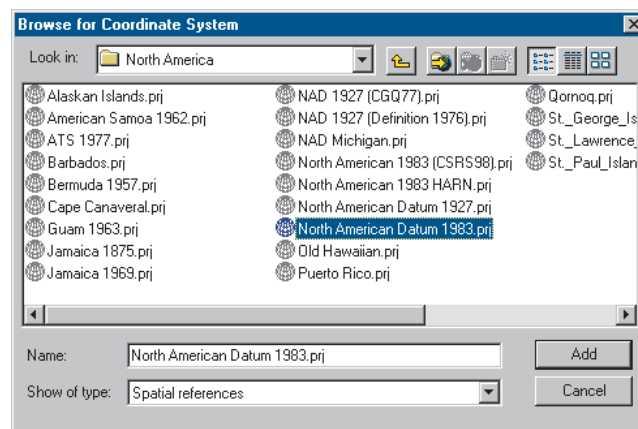 Browse for Coordinate System
Look in: North America
Alaskan Islands.prj
American Samoa 1962.prj
ATS 1977.prj
Barbados.prj
Bermuda 1957.prj
Cape Canaveral.prj
Guam 1963.prj
Jamaica 1875.prj
Jamaica 1969.prj
NAD 1927 (CGQ77).prj
NAD 1927 (Definition 1976).prj
NAD Michigan.prj
North American 1983 (CSRS98).prj
North American 1983 HARN.prj
North American Datum 1927.prj
North American Datum 1983.prj
Old Hawaiian.prj
Puerto Rico.prj
Qornoq.prj
St._George_Is
St._Lawrence_
St._Paul_Islan
Name: North American Datum 1983.prj
Add
Show of type: Spatial references
Cancel